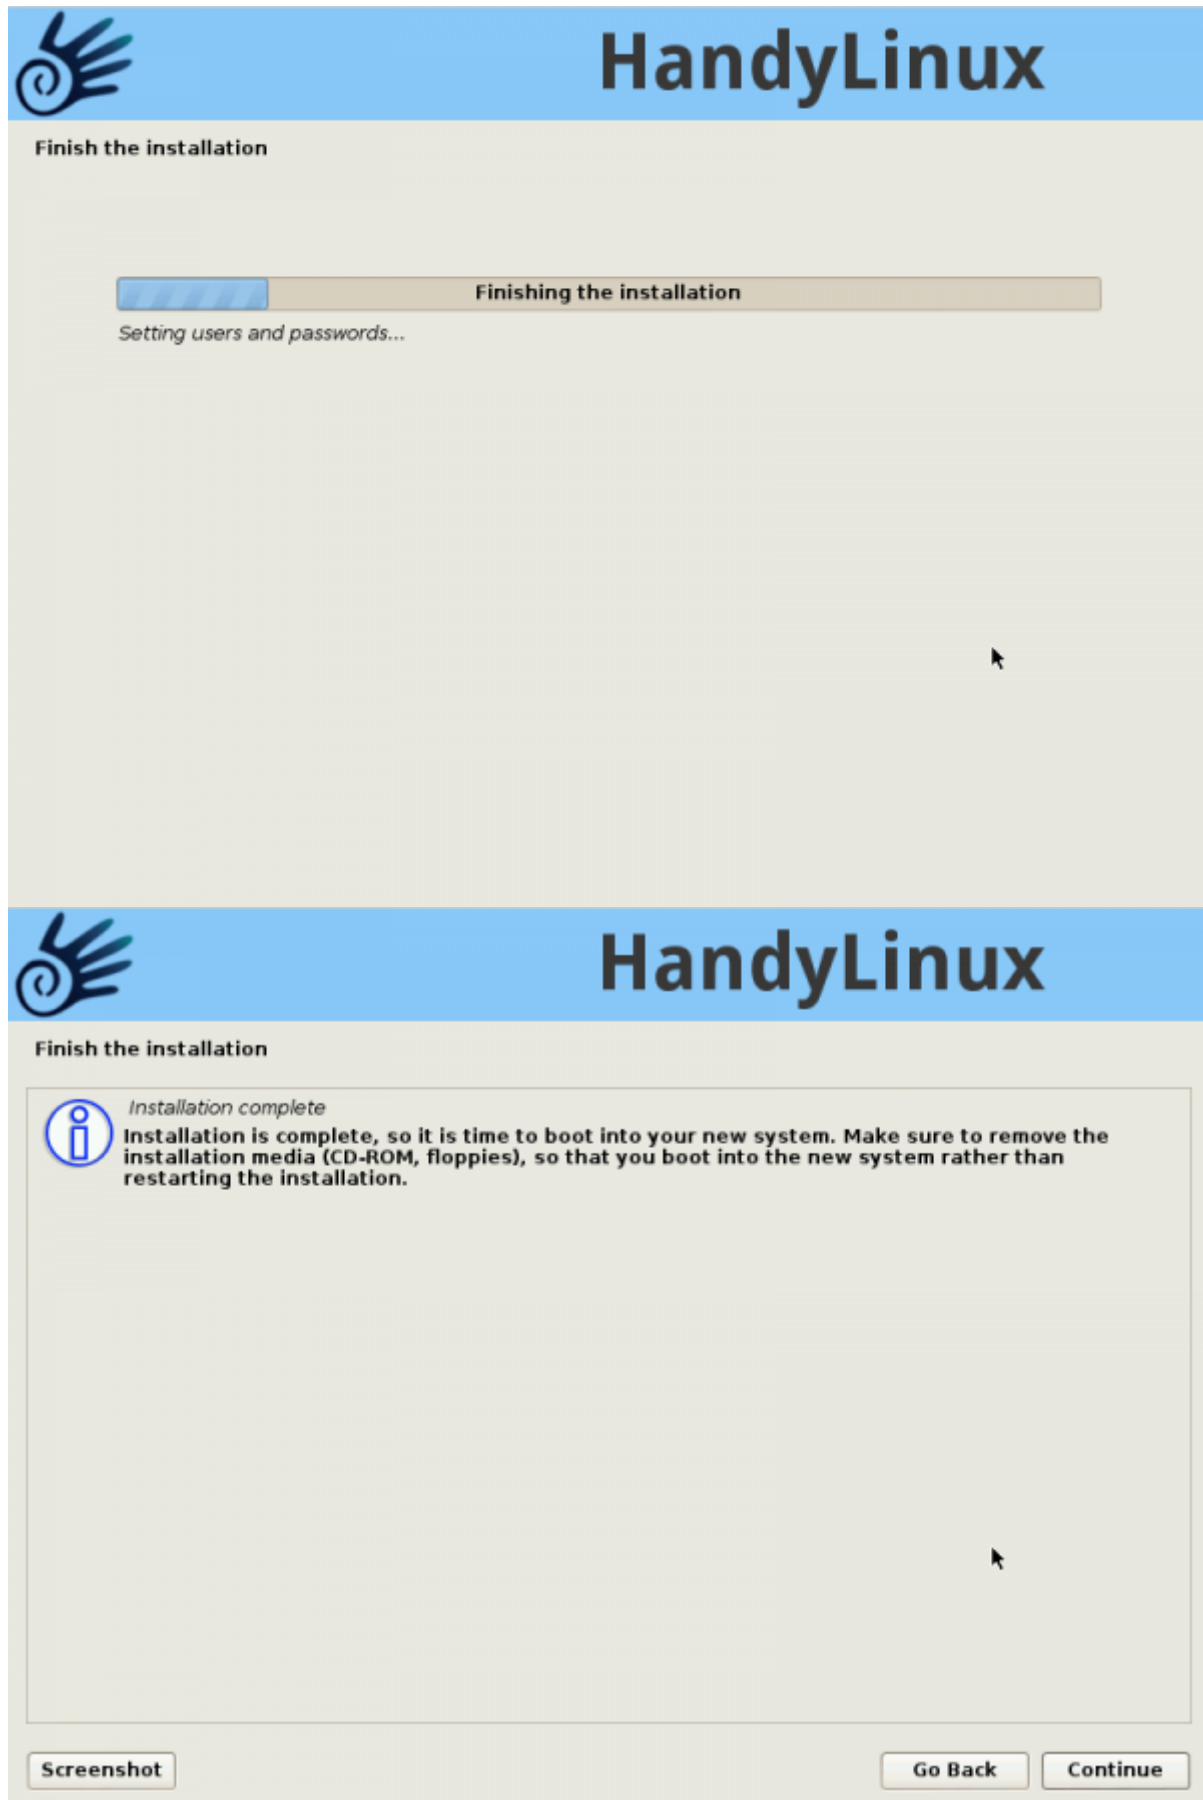 HandyLinux
Finish the installation
Finishing the installation
Setting users and passwords...
HandyLinux
Finish the installation
Installation complete
Installation is complete, so it is time to boot into your new system. Make sure to remove the
installation media (CD-ROM, floppies), so that you boot into the new system rather than
restarting the installation.
Screenshot
Go Back
Continue